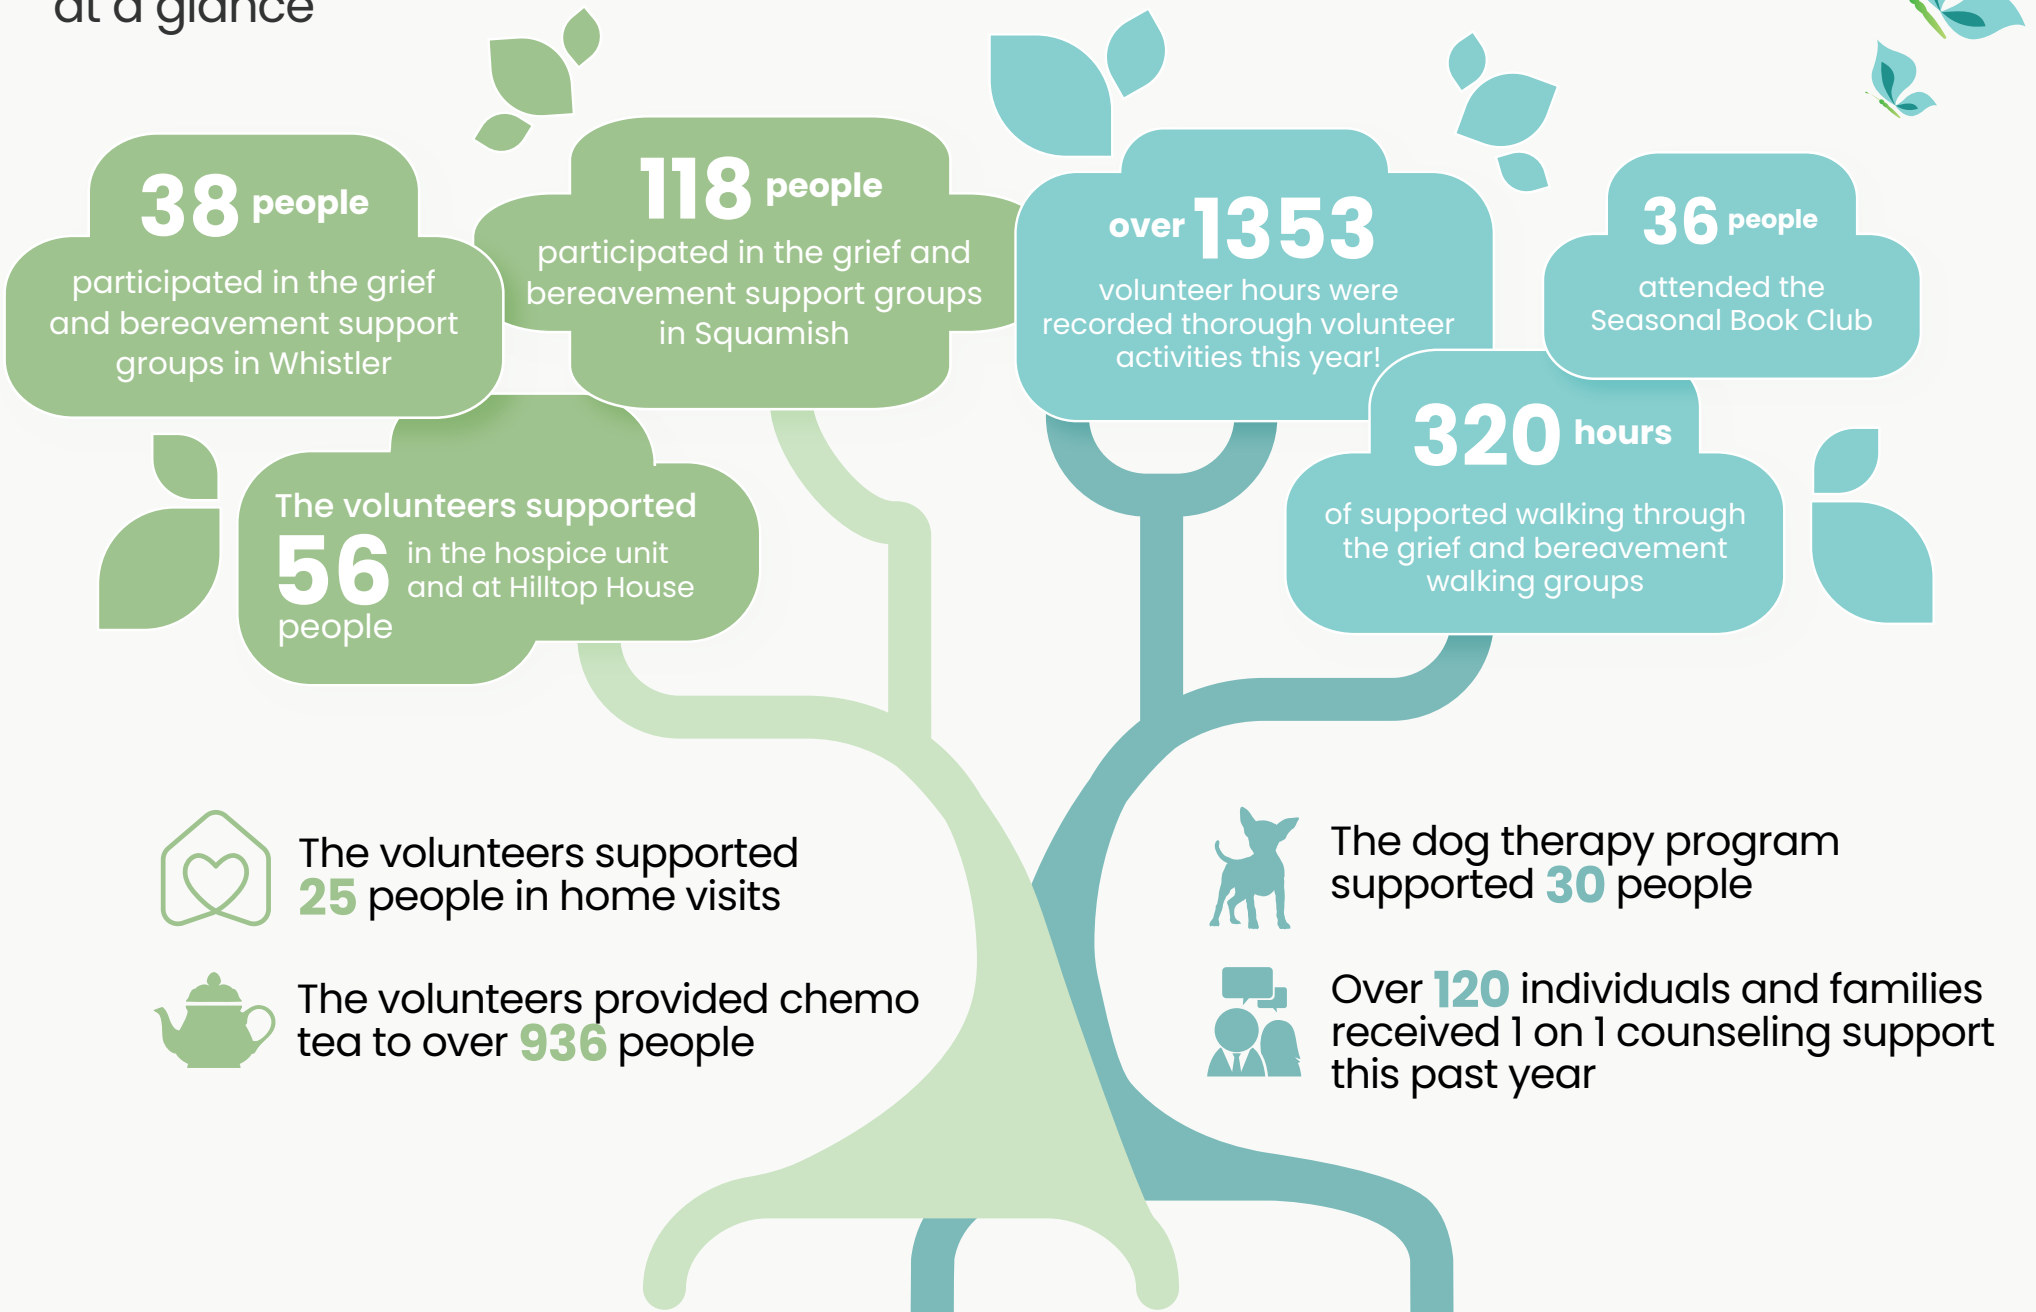 at a glance
38 people
participated in the grief
and bereavement support
groups in Whistler
118 people
participated in the grief and
bereavement support groups
in Squamish
over 1353
volunteer hours were
recorded thorough volunteer
activities this year!
36 people
attended the
Seasonal Book Club
The volunteers supported
56 in the hospice unit
and at Hilltop House
people
320 hours
of supported walking through
the grief and bereavement
walking groups
The volunteers supported
25 people in home visits
The volunteers provided chemo
tea to over 936 people
The dog therapy program
supported 30 people
Over 120 individuals and families
received 1 on 1 counseling support
this past year